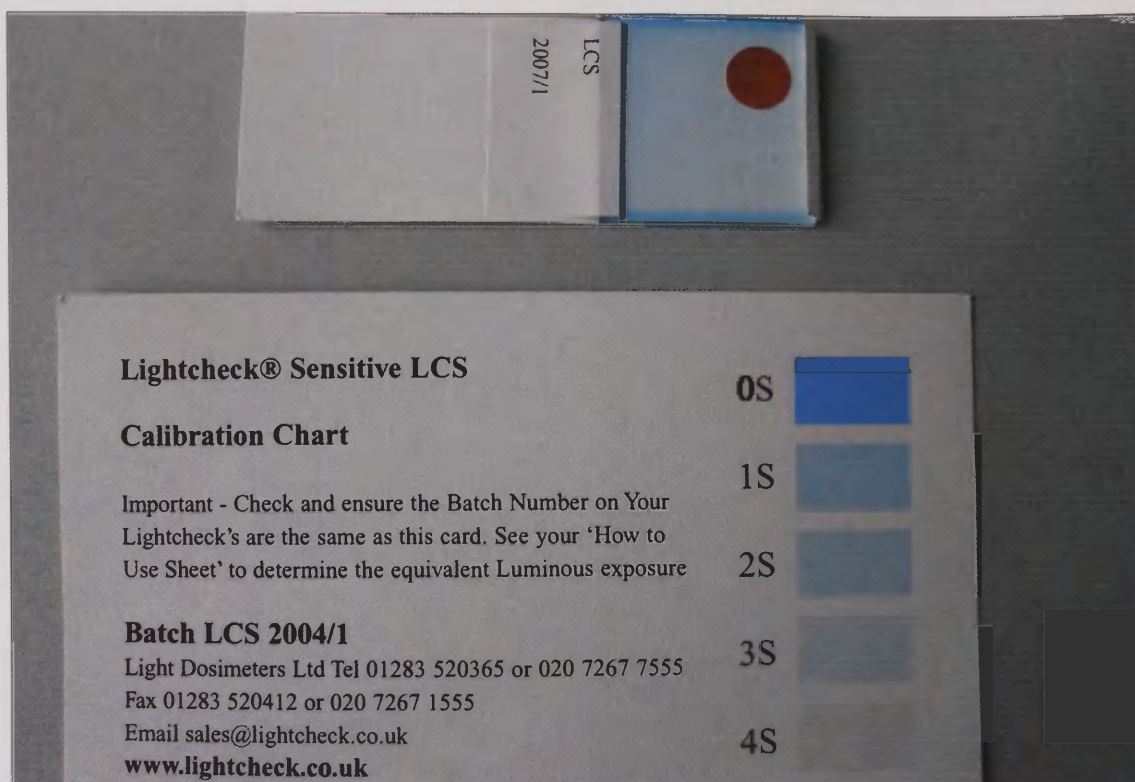 LCS
2007/1
Lightcheck® Sensitive LCS
0S
Calibration Chart
1S
Important - Check and ensure the Batch Number on Your
Lightcheck's are the same as this card. See your ‘How to
Use Sheet’ to determine the equivalent Luminous exposure
2S
Batch LCS 2004/1
Light Dosimeters Ltd Tel 01283 520365 or 020 7267 7555
3S
Fax 01283 520412 or 020 7267 1555
Email sales@lightcheck.co.uk
4S
www.lightcheck.co.uk